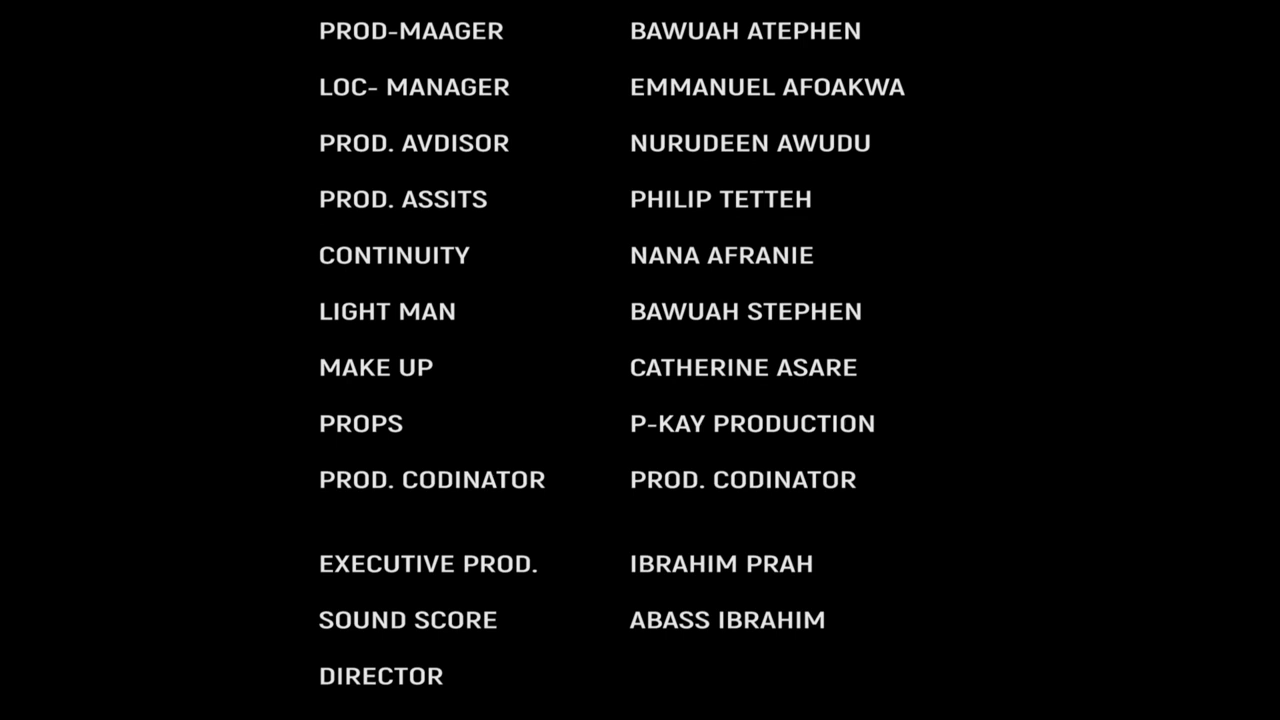 PROD-MAAGER BAWUAH ATEPHEN
LOC- MANAGER EMMANUEL AFOAKWA
PROD. AVDISOR NURUDEEN AWUDU
PROD. ASSITS PHILIP TETTEH
CONTINUITY NANA AFRANIE
LIGHT MAN BAWUAH STEPHEN
MAKE UP CATHERINE ASARE
PROPS P-KAY PRODUCTION
PROD. CODINATOR PROD. CODINATOR
EXECUTIVE PROD. IBRAHIM PRAH
SOUND SCORE ABASS IBRAHIM
DIRECTOR